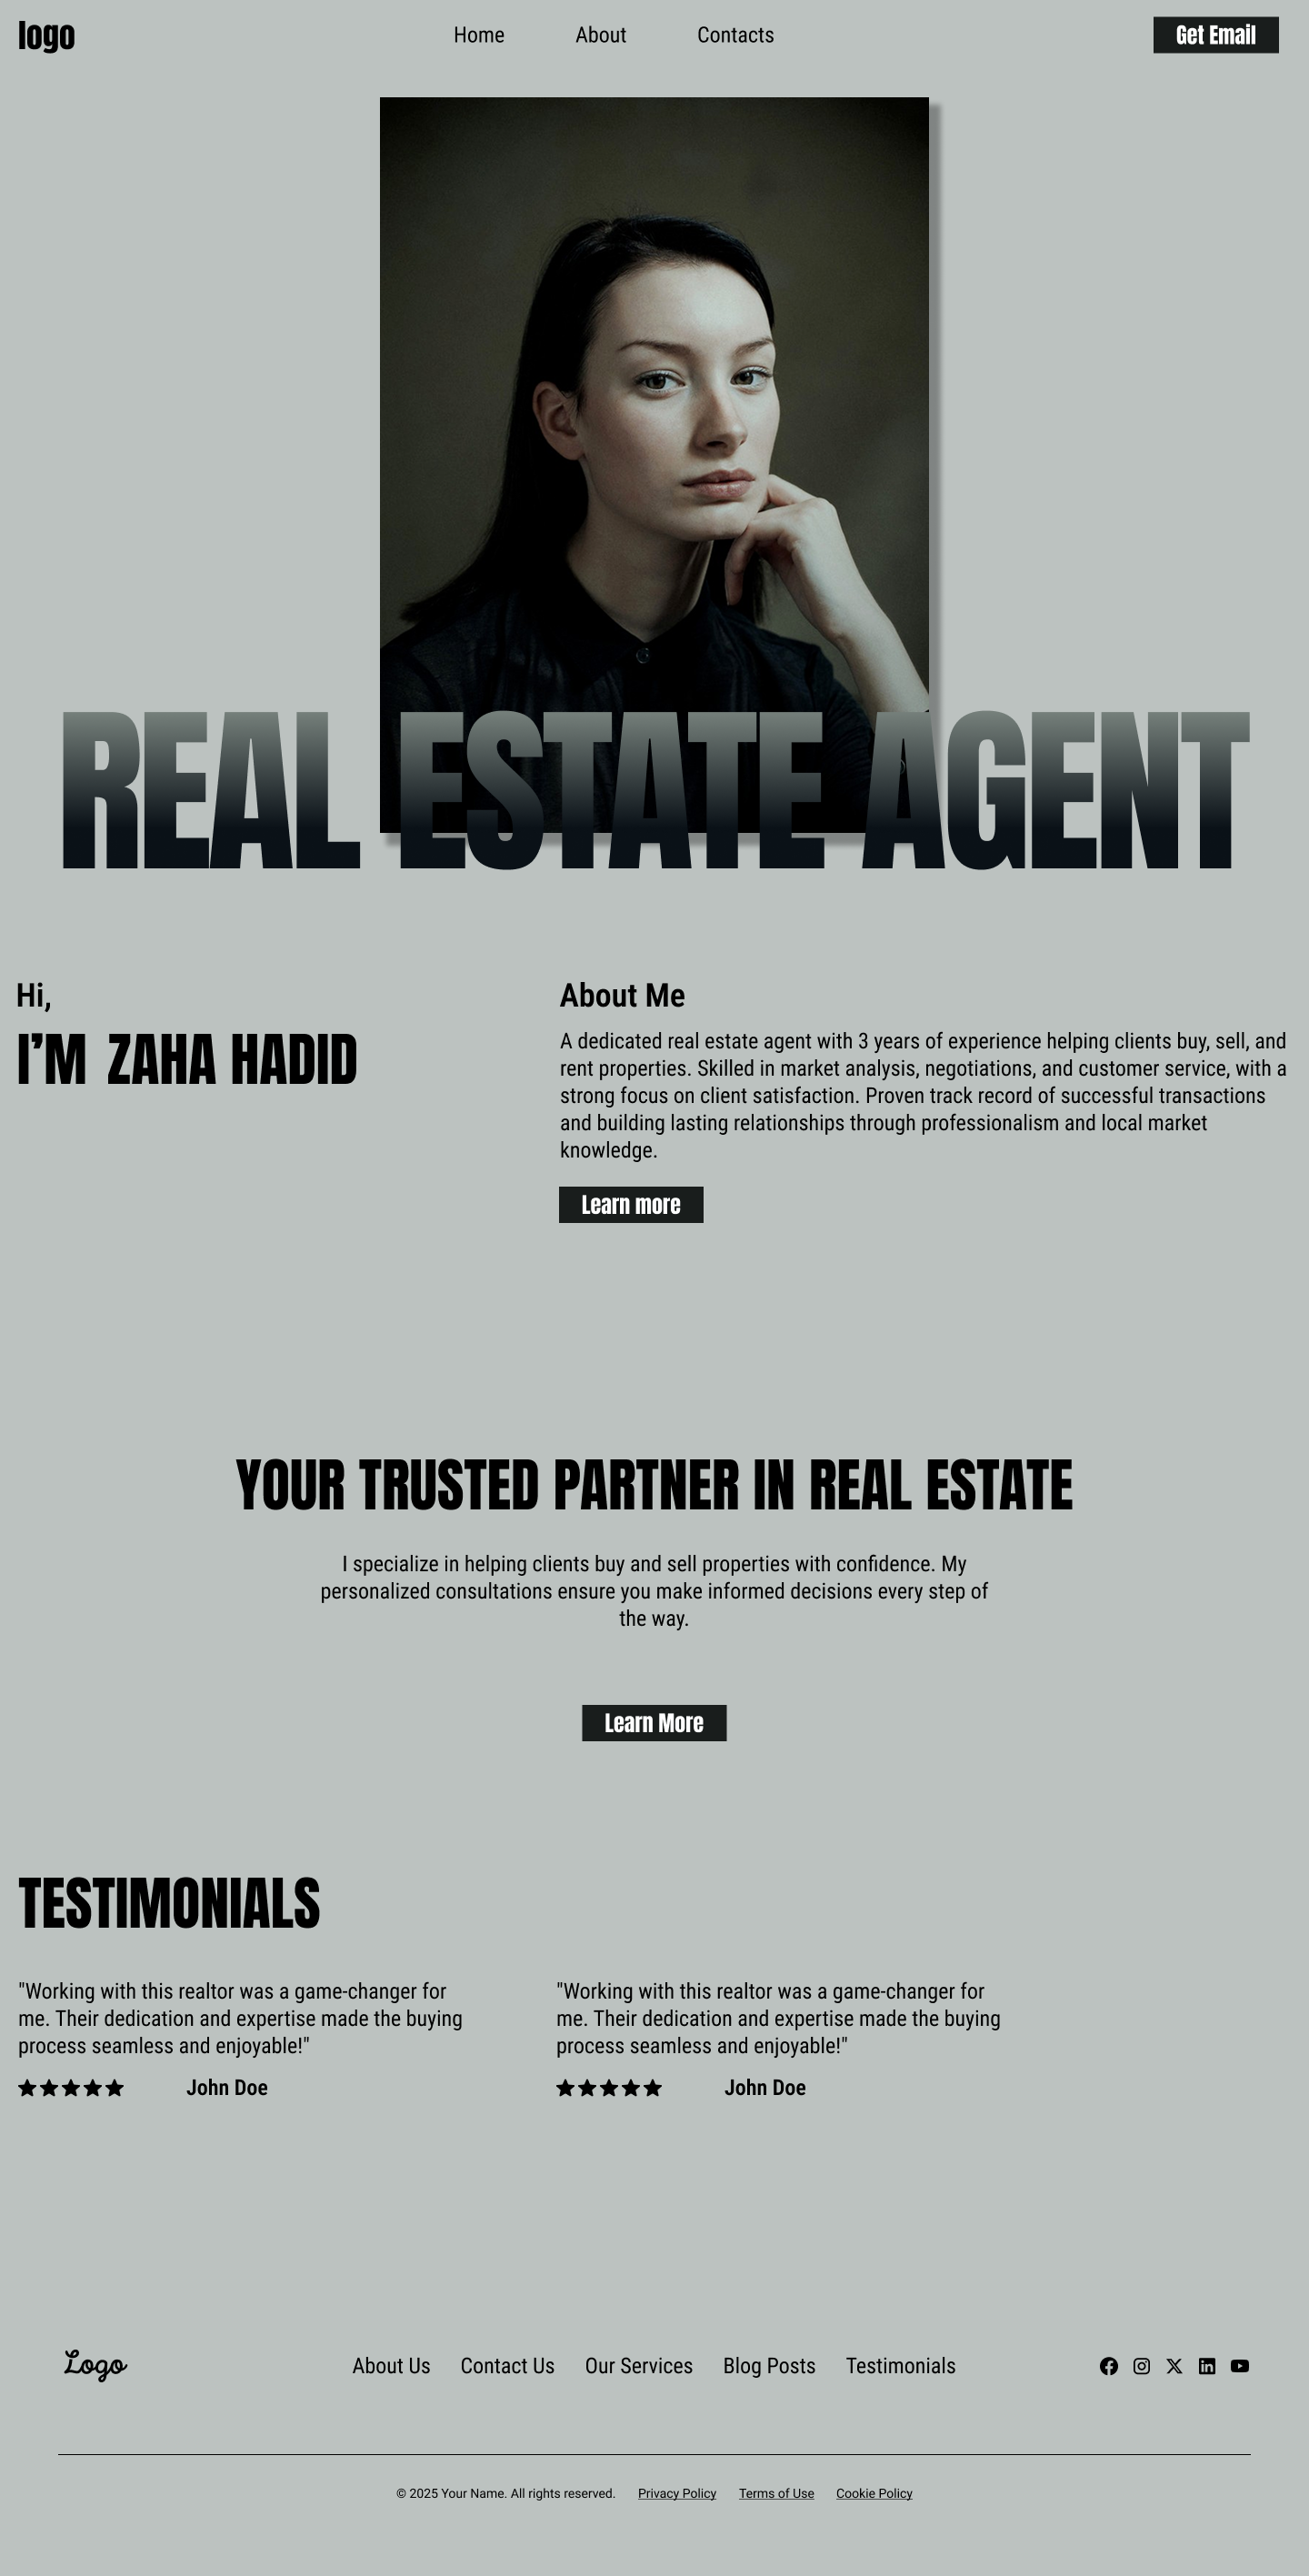 logo
Home
About
Contacts
Get Email
REAL ESTATE AGENT
Hi,
I'M ZAHA HADID
About Me
A dedicated real estate agent with 3 years of experience helping clients buy, sell, and
rent properties. Skilled in market analysis, negotiations, and customer service, with a
strong focus on client satisfaction. Proven track record of successful transactions
and building lasting relationships through professionalism and local market
knowledge.
Learn more
YOUR TRUSTED PARTNER IN REAL ESTATE
I specialize in helping clients buy and sell properties with confidence. My
personalized consultations ensure you make informed decisions every step of
the way.
Learn More
TESTIMONIALS
"Working with this realtor was a game-changer for
me. Their dedication and expertise made the buying
process seamless and enjoyable!"
John Doe
"Working with this realtor was a game-changer for
me. Their dedication and expertise made the buying
process seamless and enjoyable!"
John Doe
Logo
About Us
Contact Us
Our Services
Blog Posts
Testimonials
© 2025 Your Name. All rights reserved.
Privacy Policy
Terms of Use
Cookie Policy